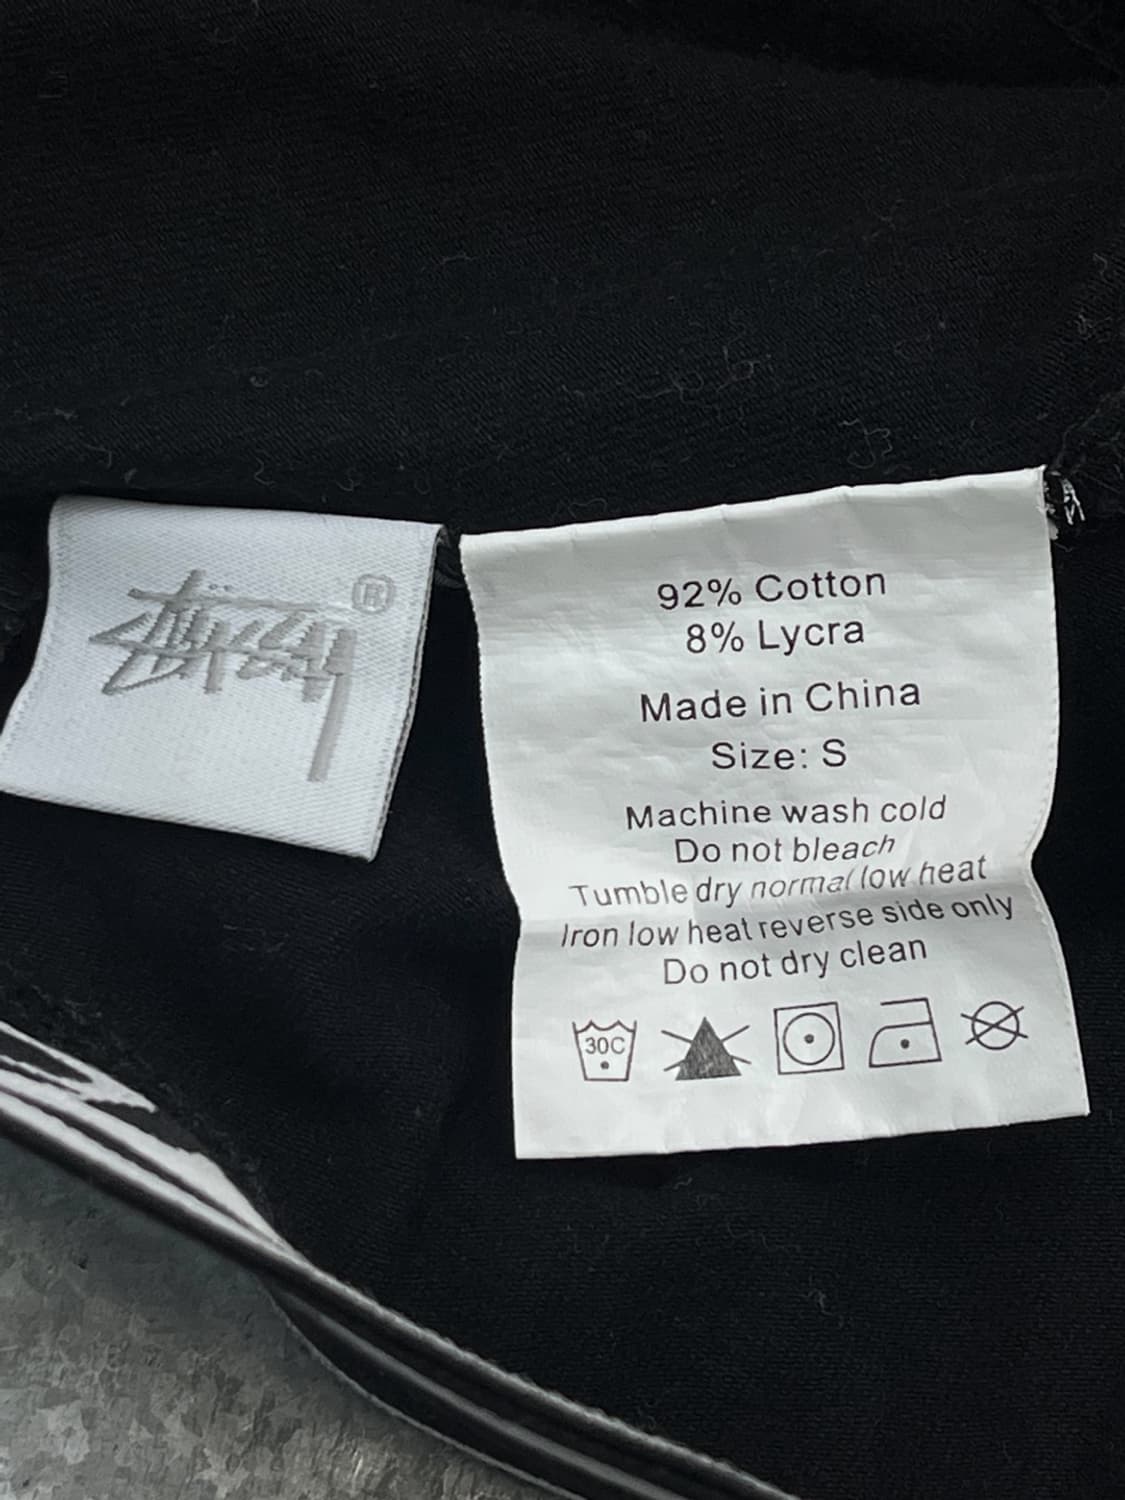 Stüssy ®
92% Cotton
8% Lycra
Made in China
Size: S
Machine wash cold
Do not bleach
Tumble dry normal low heat
Iron low heat reverse side only
Do not dry clean
30C